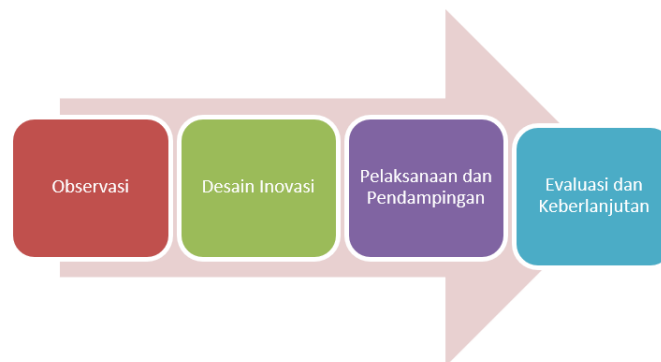 Observasi
Desain Inovasi
Pelaksanaan dan
Pendampingan
Evaluasi dan
Keberlanjutan